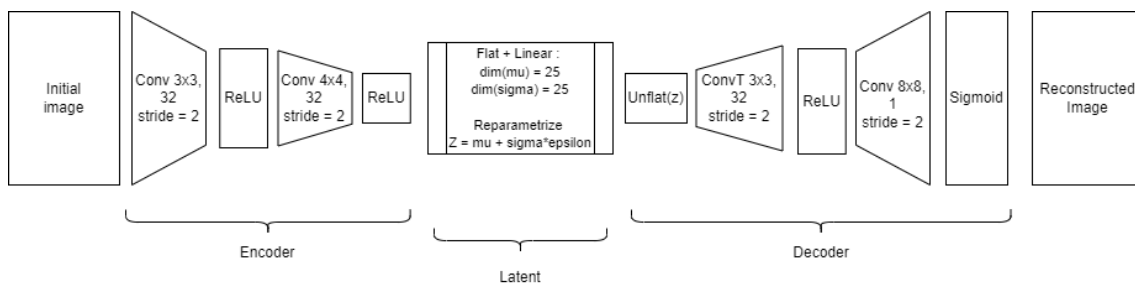 Initial
image
Conv 3x3,
32
stride = 2
ReLU
Conv 4x4,
32
stride = 2
ReLU
Flat + Linear :
dim(mu) = 25
dim(sigma) = 25
Reparametrize
Z = mu + sigma*epsilon
Unflat(z)
ConvT 3x3,
32
stride = 2
ReLU
Conv 8x8,
1
stride = 2
Sigmoid
Reconstructed
Image
Encoder
Latent
Decoder